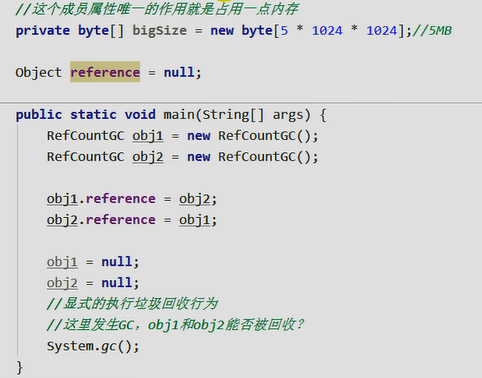 //这个成员属性唯一的作用就是占用一点内存
private byte[] bigSize = new byte[5 * 1024 * 1024];//5MB
Object reference = null;
public static void main(String[] args) {
RefCountGC obj1 = new RefCountGC();
RefCountGC obj2 = new RefCountGC();
obj1.reference = obj2;
obj2.reference = obj1;
obj1 = null;
obj2 = null;
//显式的执行垃圾回收行为
//这里发生GC，obj1和obj2能否被回收？
System.gc();
}